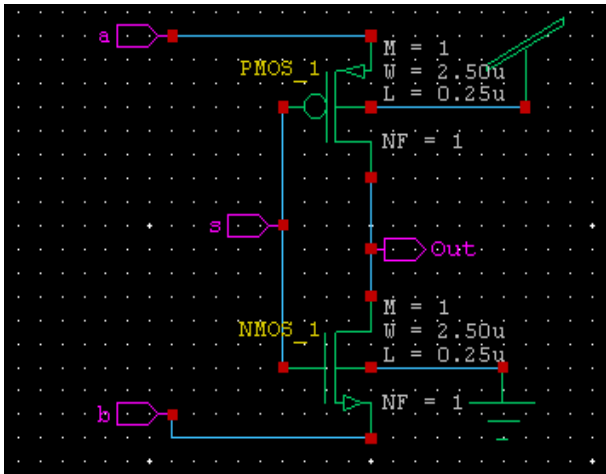 a
PMOS_1
M = 1
W = 2.50u
L = 0.25u
NF = 1
s
Out
NMOS_1
M = 1
W = 2.50u
L = 0.25u
NF = 1
b